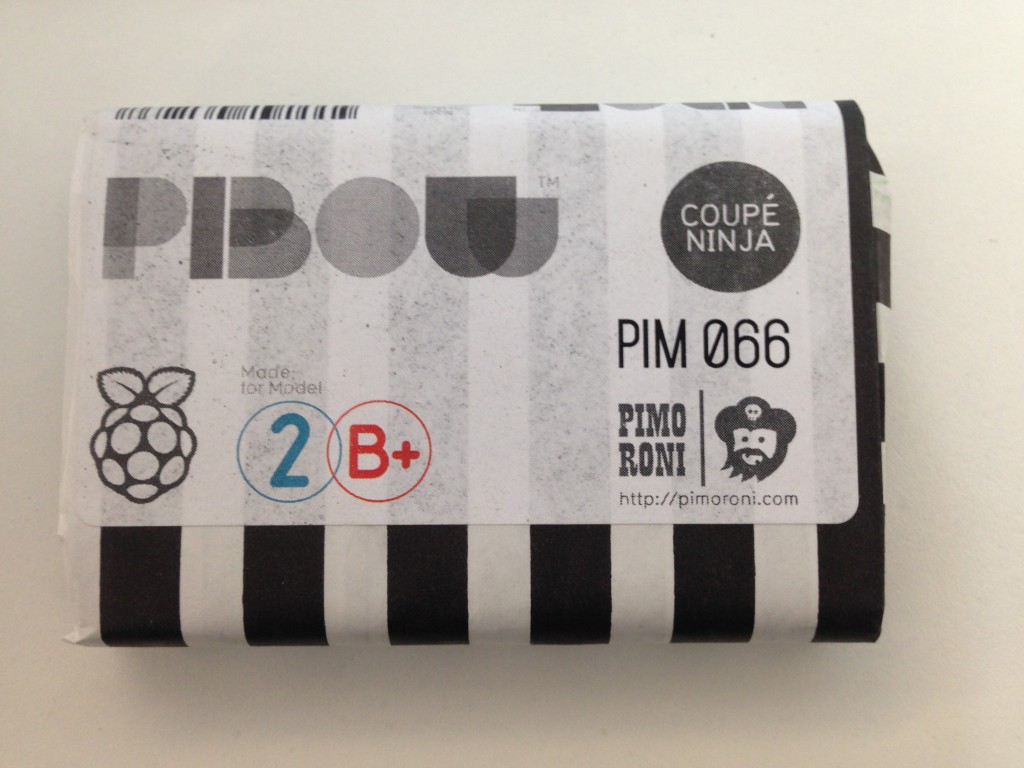 PIBOW™
COUPÉ
NINJA
PIM 066
Made
for Model
2 B+
PIMO
RONI
http://pimoroni.com